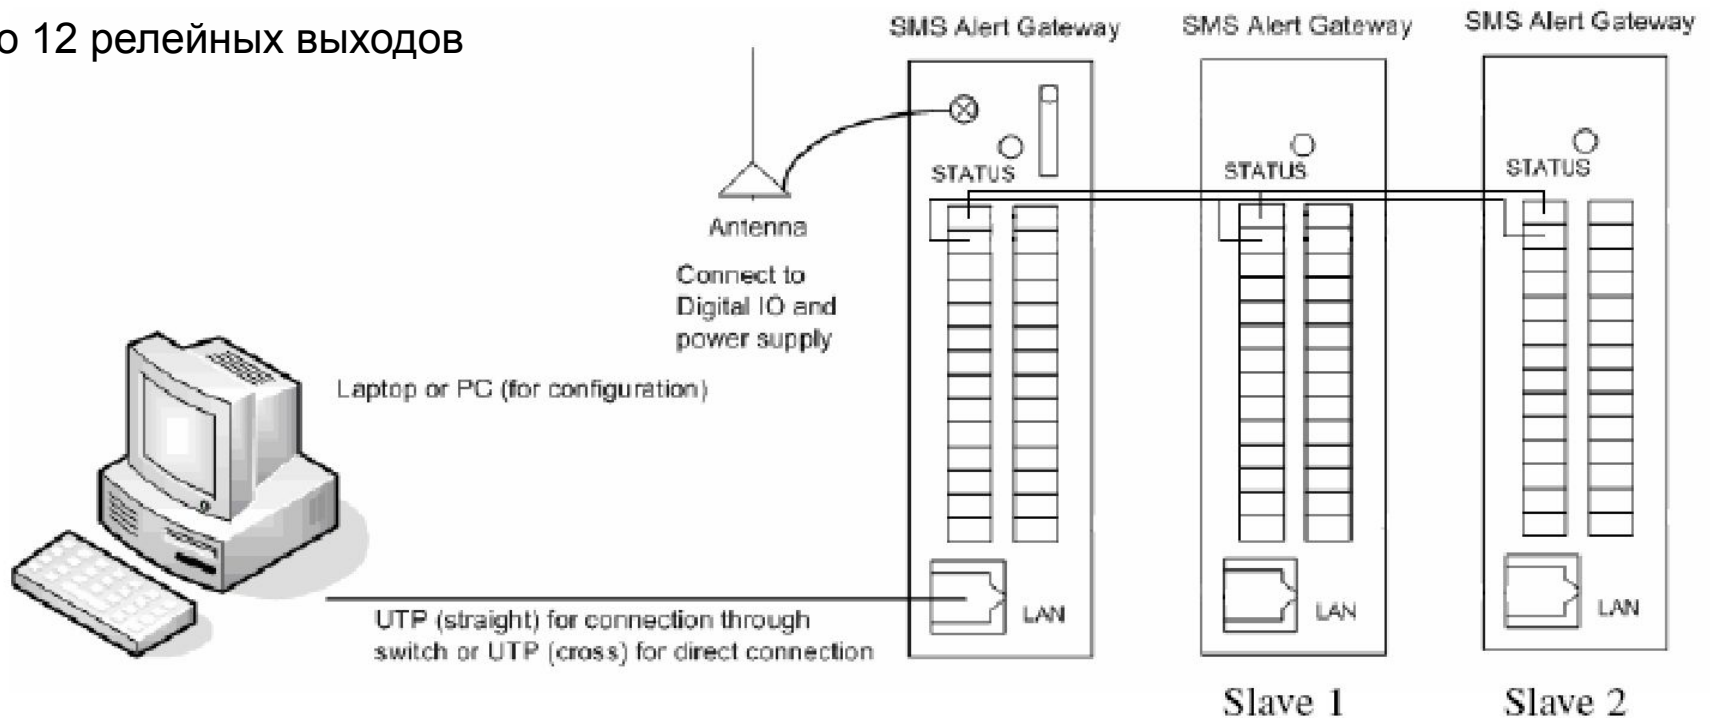 о 12 релейных выходов
SMS Alert Gateway
SMS Alert Gateway
SMS Alert Gateway
STATUS
STATUS
STATUS
Antenna
Connect to
Digital IO and
power supply
Laptop or PC (for configuration)
UTP (straight) for connection through
switch or UTP (cross) for direct connection
LAN
LAN
LAN
Slave 1
Slave 2